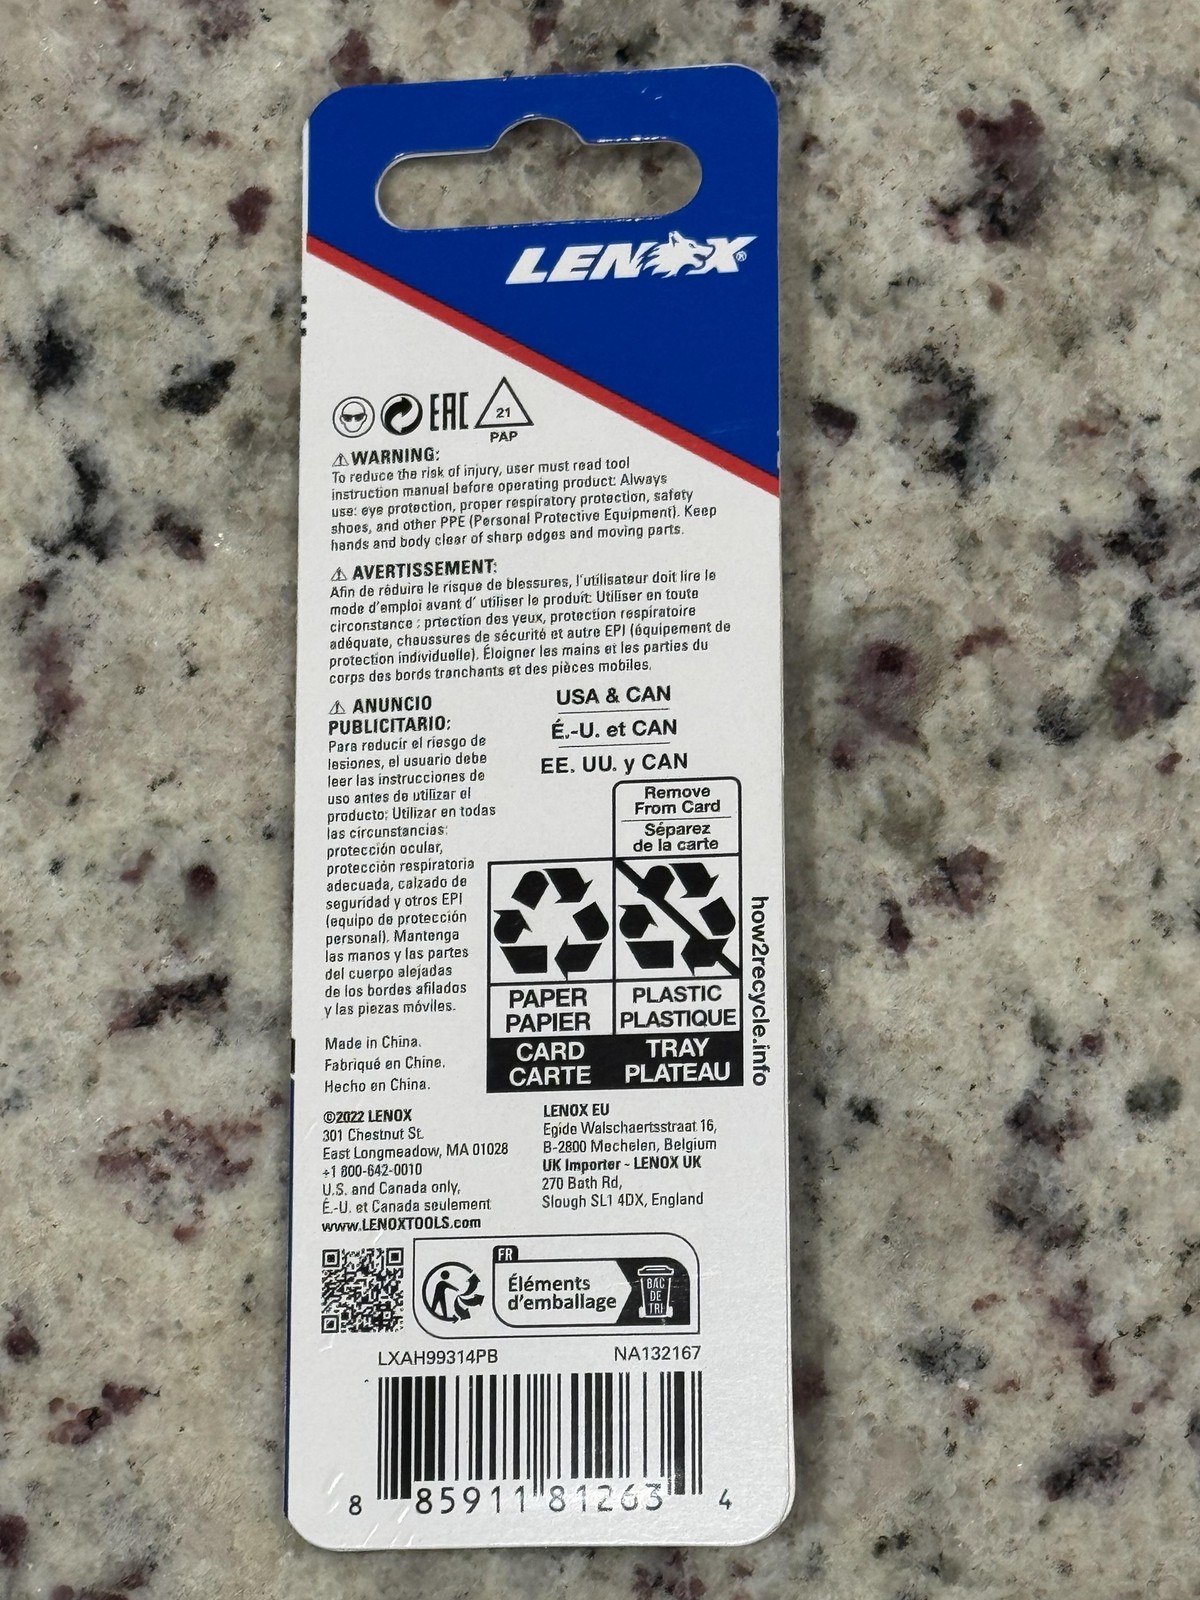 LENOX®
EAC
21
PAP
⚠WARNING:
To reduce the risk of injury, user must read tool
instruction manual before operating product: Always
use: eye protection, proper respiratory protection, safety
shoes, and other PPE (Personal Protective Equipment). Keep
hands and body clear of sharp edges and moving parts.
⚠ AVERTISSEMENT:
Afin de réduire le risque de blessures, l'utilisateur doit lire le
mode d'emploi avant d' utiliser le produit: Utiliser en toute
circonstance : prtection des yeux, protection respiratoire
adéquate, chaussures de sécurité et autre EPI (équipement de
protection individuelle). Éloigner les mains et les parties du
corps des bords tranchants et des pièces mobiles.
⚠ ANUNCIO
PUBLICITARIO:
Para reducir el riesgo de
lesiones, el usuario debe
leer las instrucciones de
uso antes de utilizar el
producto: Utilizar en todas
las circunstancias:
protección ocular,
protección respiratoria
adecuada, calzado de
seguridad y otros EPI
(equipo de protección
personal). Mantenga
las manos y las partes
del cuerpo alejadas
de los bordes afilados
y las piezas móviles.
USA & CAN
É.-U. et CAN
EE. UU. y CAN
Remove
From Card
Séparez
de la carte
PAPER
PAPIER
CARD
CARTE
PLASTIC
PLASTIQUE
TRAY
PLATEAU
how2recycle.info
Made in China.
Fabriqué en Chine.
Hecho en China.
©2022 LENOX
301 Chestnut St.
East Longmeadow, MA 01028
+1 800-642-0010
U.S. and Canada only,
É.-U. et Canada seulement
www.LENOXTOOLS.com
LENOX EU
Egide Walschaertsstraat 16,
B-2800 Mechelen, Belgium
UK Importer - LENOX UK
270 Bath Rd,
Slough SL1 4DX, England
FR
Éléments
d'emballage
BAC
DE
TRI
LXAH99314PB NA132167
8 85911 81263 4